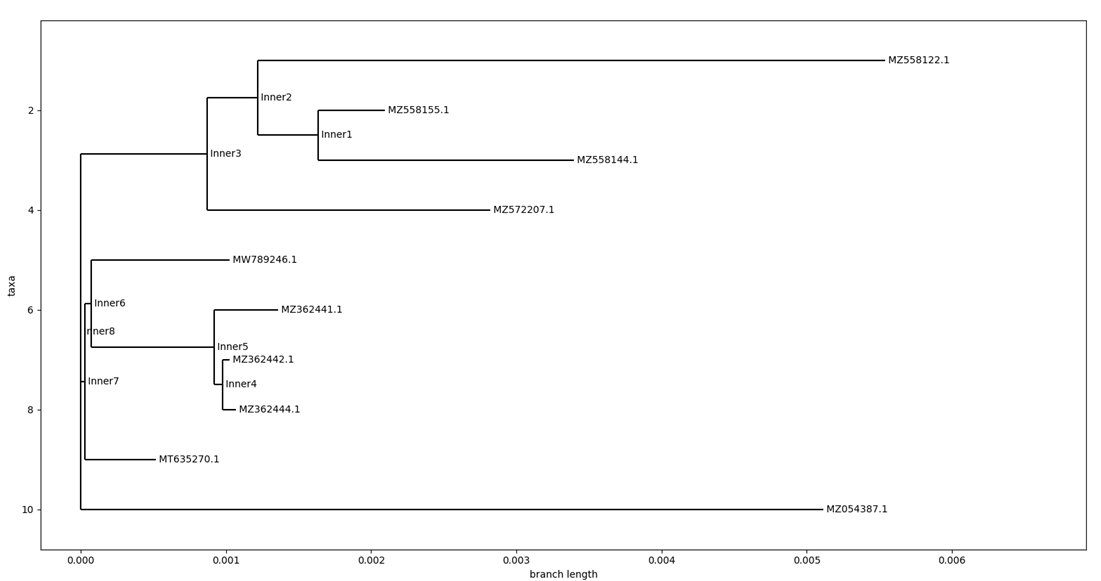 MZ558122.1
Inner2
2
MZ558155.1
Inner1
Inner3
MZ558144.1
4
MZ572207.1
MW789246.1
taxa
Inner6
6
MZ362441.1
nner8
Inner5
MZ362442.1
Inner7
Inner4
8
MZ362444.1
MT635270.1
10
MZ054387.1
0.000 0.001 0.002 0.003 0.004 0.005 0.006
branch length